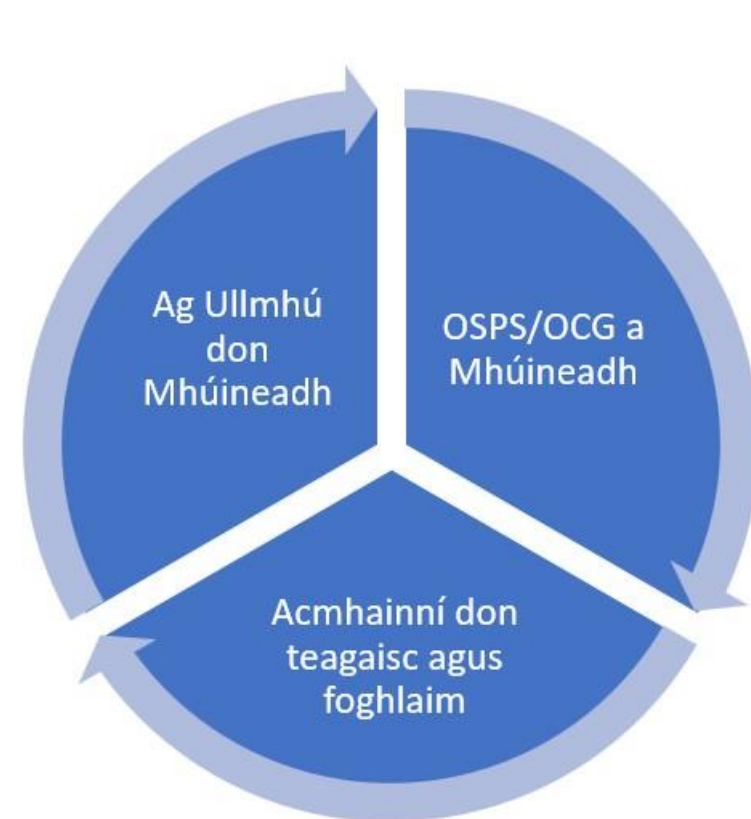 Ag Ullmhú
don
Mhúineadh
OSPS/OCG a
Mhúineadh
Acmhainní don
teagaisc agus
foghlaim